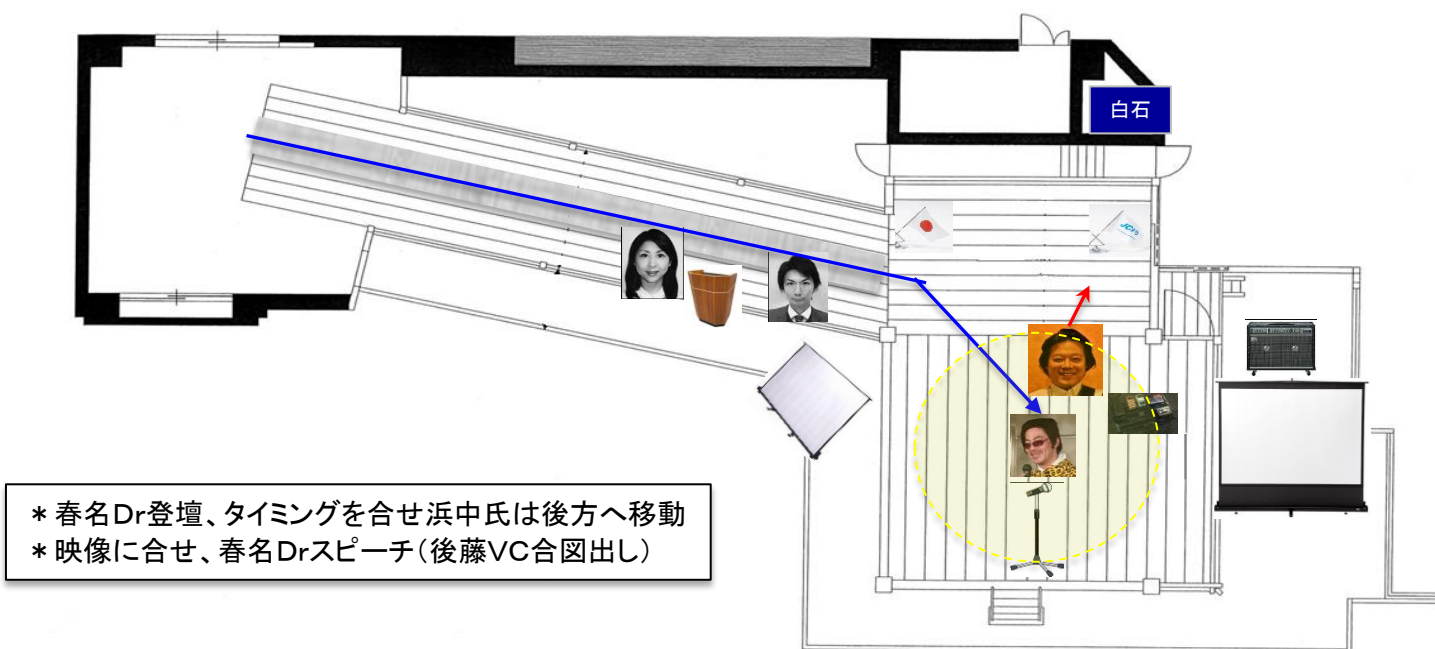 白石
JCI
＊春名Dr登壇、タイミングを合せ浜中氏は後方へ移動
＊映像に合せ、春名Drスピーチ(後藤VC合図出し)